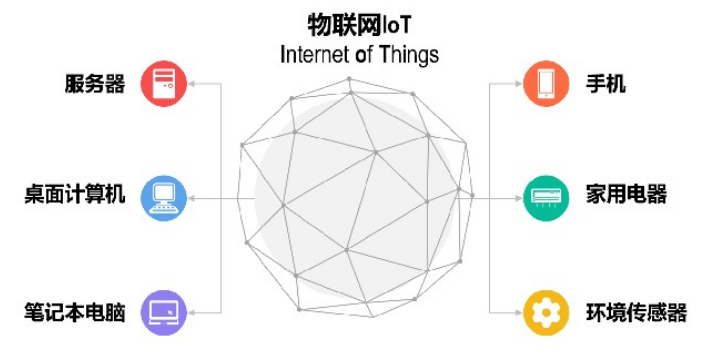 物联网IoT
Internet of Things
服务器
手机
桌面计算机
家用电器
笔记本电脑
环境传感器